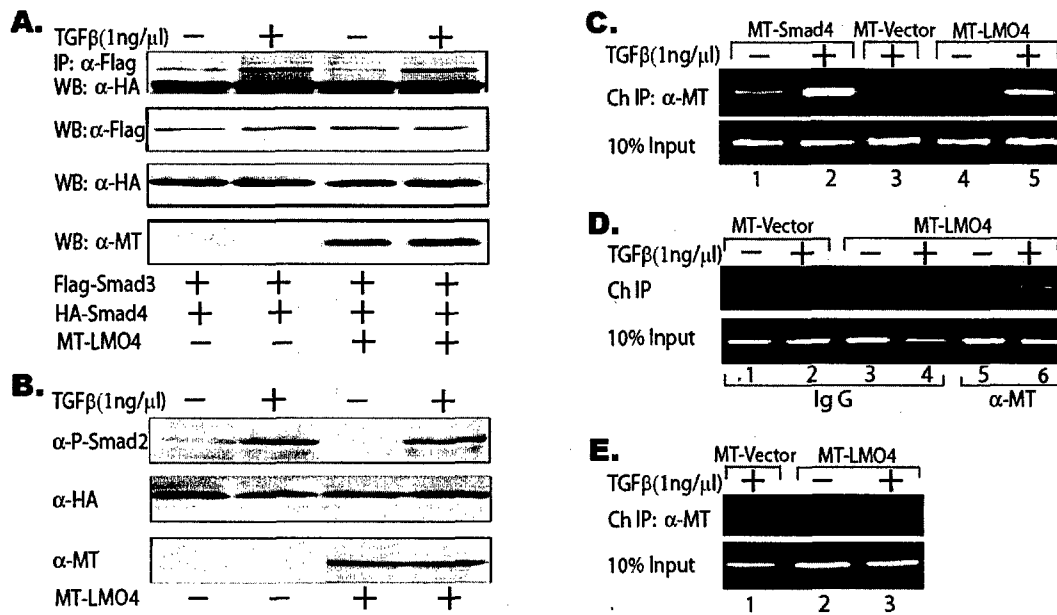 A.
TGFβ(1ng/μl) − + − +
IP: α-Flag
WB: α-HA
WB: α-Flag
WB: α-HA
WB: α-MT
Flag-Smad3 + + + +
HA-Smad4 + + + +
MT-LMO4 − − + +
B.
TGFβ(1ng/μl) − + − +
α-P-Smad2
α-HA
α-MT
MT-LMO4 − − + +
C.
MT-Smad4 MT-Vector MT-LMO4
TGFβ(1ng/μl) − + + − +
Ch IP: α-MT
10% Input
1 2 3 4 5
D.
MT-Vector MT-LMO4
TGFβ(1ng/μl) − + − + − +
Ch IP
10% Input
1 2 3 4 5 6
Ig G α-MT
E.
MT-Vector MT-LMO4
TGFβ(1ng/μl) + − +
Ch IP: α-MT
10% Input
1 2 3